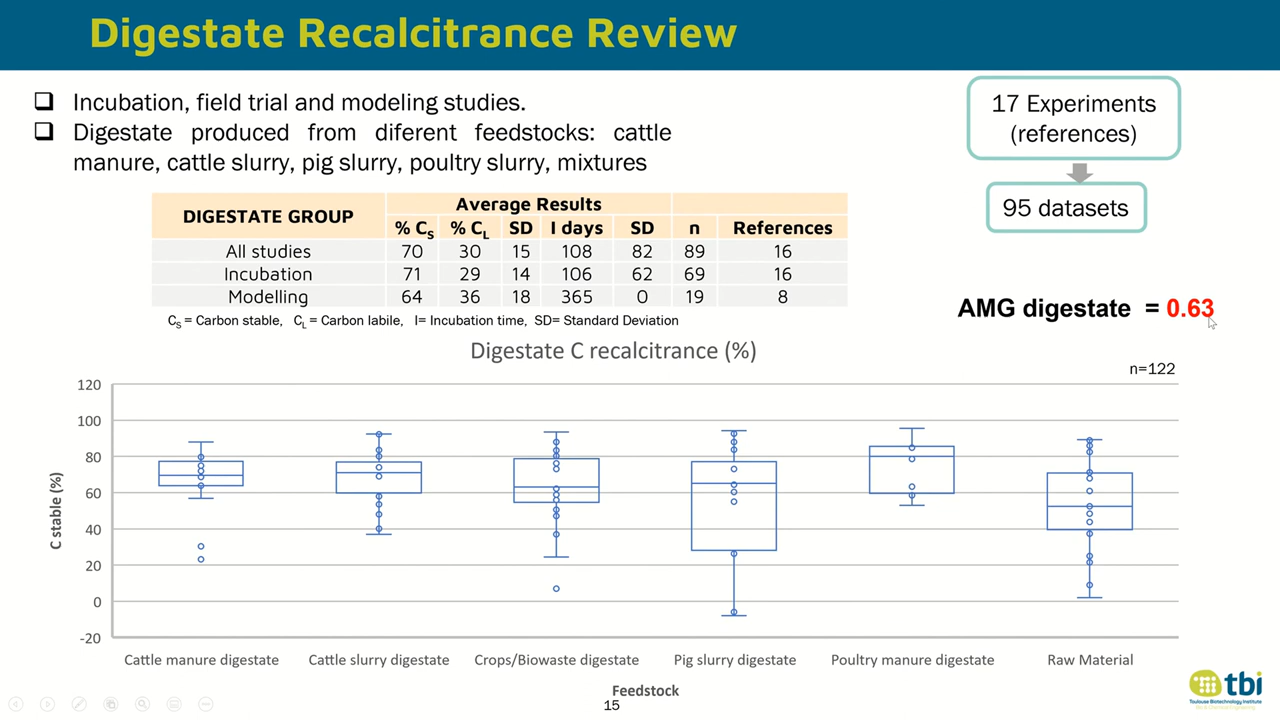 Digestate Recalcitrance Review
❑ Incubation, field trial and modeling studies.
❑ Digestate produced from diferent feedstocks: cattle
manure, cattle slurry, pig slurry, poultry slurry, mixtures
17 Experiments
(references)
95 datasets
DIGESTATE GROUP Average Results
% CS % CL SD I days SD n References
All studies 70 30 15 108 82 89 16
Incubation 71 29 14 106 62 69 16
Modelling 64 36 18 365 0 19 8
CS = Carbon stable, CL = Carbon labile, I= Incubation time, SD= Standard Deviation
AMG digestate = 0.63
Digestate C recalcitrance (%)
n=122
C stable (%)
120
100
80
60
40
20
0
-20
Cattle manure digestate Cattle slurry digestate Crops/Biowaste digestate Pig slurry digestate Poultry manure digestate Raw Material
Feedstock
15
tbi
Toulouse Biotechnology Institute